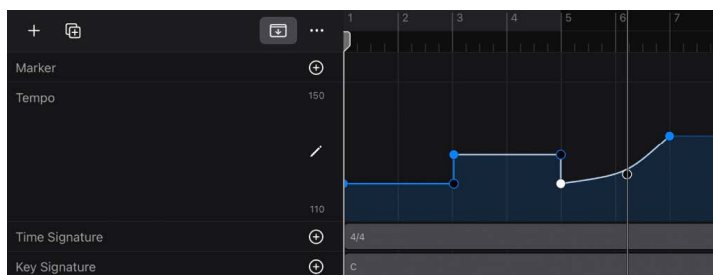 1 2 3 4 5 6 7
Marker
Tempo 150
110
Time Signature 4/4
Key Signature C